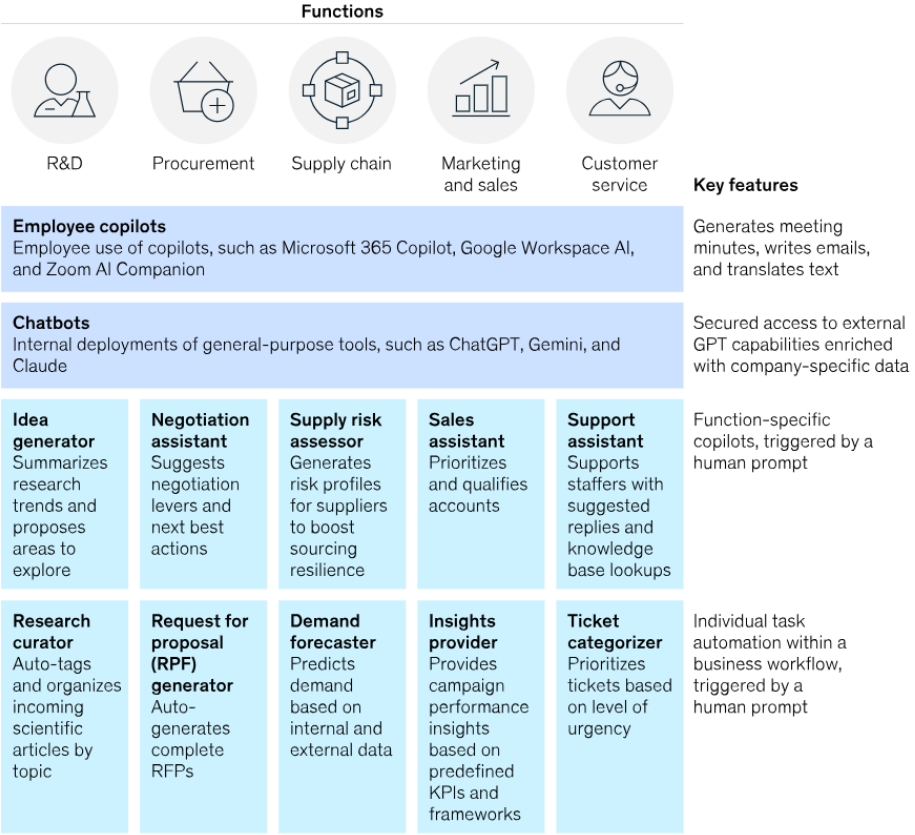 Functions
R&D
Procurement
Supply chain
Marketing
and sales
Customer
service
Key features
Employee copilots
Employee use of copilots, such as Microsoft 365 Copilot, Google Workspace AI,
and Zoom AI Companion
Generates meeting
minutes, writes emails,
and translates text
Chatbots
Internal deployments of general-purpose tools, such as ChatGPT, Gemini, and
Claude
Secured access to external
GPT capabilities enriched
with company-specific data
Idea
generator
Summarizes
research
trends and
proposes
areas to
explore
Negotiation
assistant
Suggests
negotiation
levers and
next best
actions
Supply risk
assessor
Generates
risk profiles
for suppliers
to boost
sourcing
resilience
Sales
assistant
Prioritizes
and qualifies
accounts
Support
assistant
Supports
staffers with
suggested
replies and
knowledge
base lookups
Function-specific
copilots, triggered by a
human prompt
Research
curator
Auto-tags
and organizes
incoming
scientific
articles by
topic
Request for
proposal
(RPF)
generator
Auto-
generates
complete
RFPs
Demand
forecaster
Predicts
demand
based on
internal and
external data
Insights
provider
Provides
campaign
performance
insights
based on
predefined
KPIs and
frameworks
Ticket
categorizer
Prioritizes
tickets based
on level of
urgency
Individual task
automation within a
business workflow,
triggered by a
human prompt